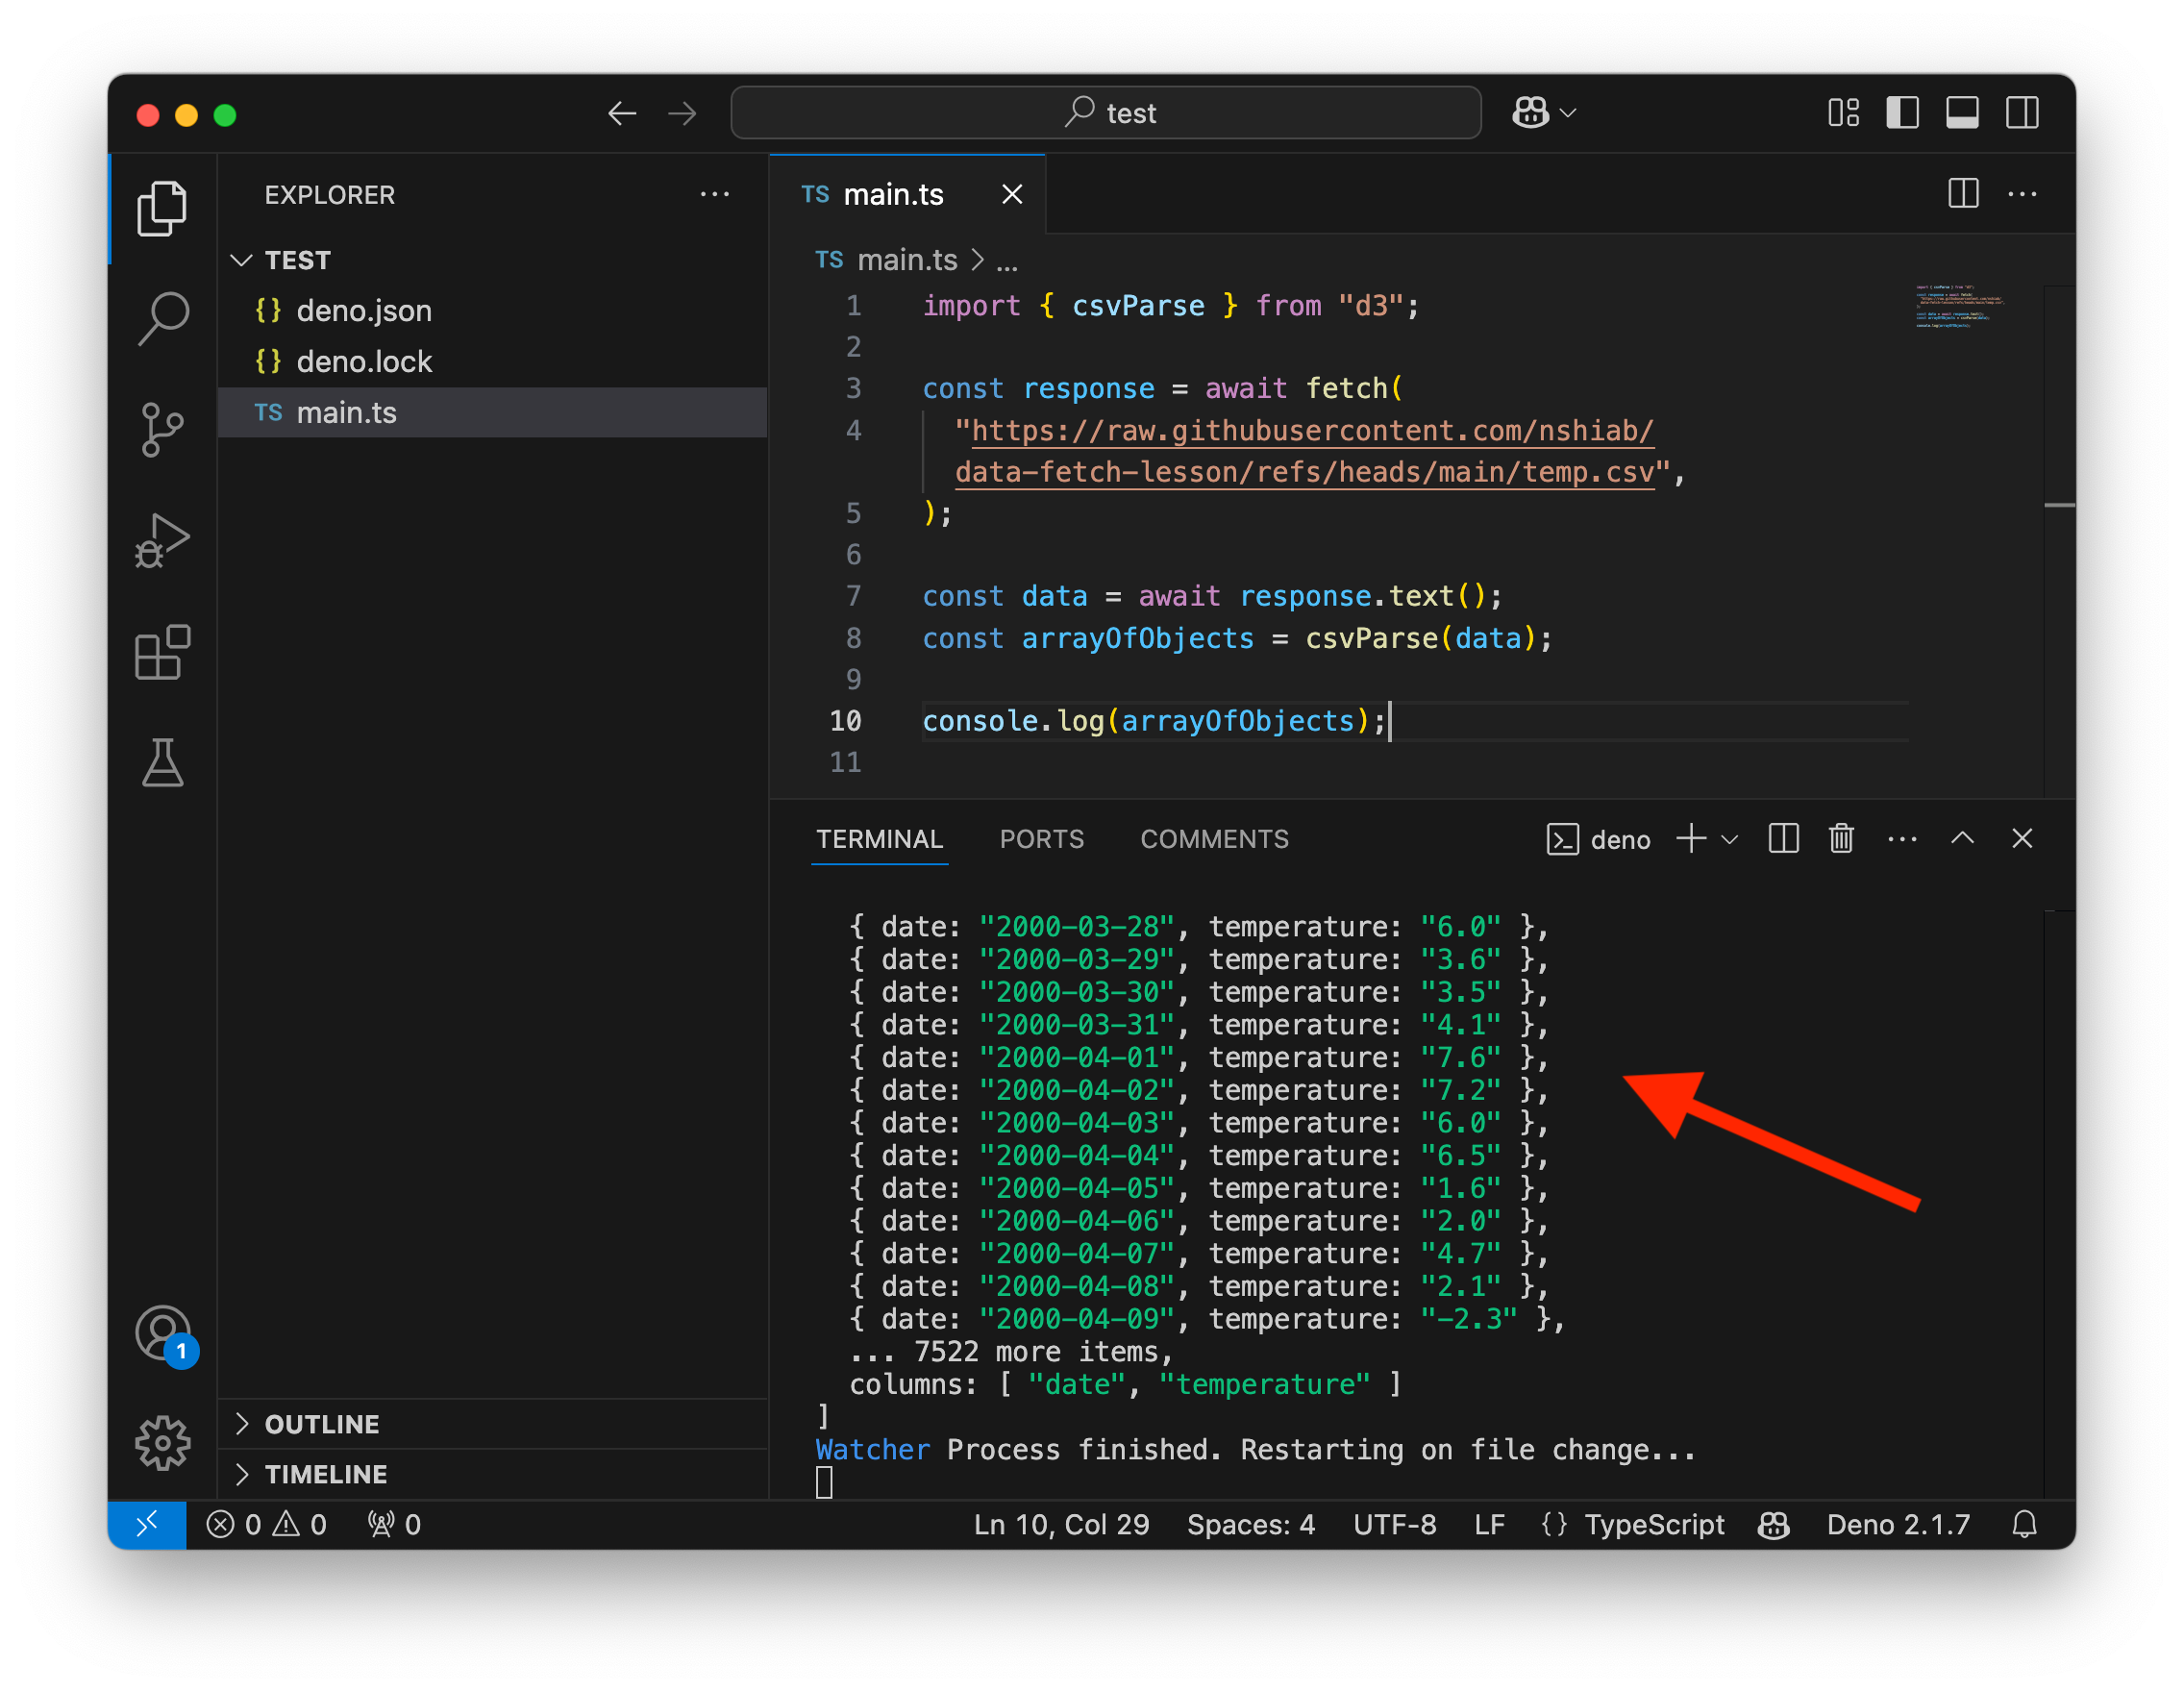 test
EXPLORER
TEST
{} deno.json
{} deno.lock
TS main.ts
OUTLINE
TIMELINE
TS main.ts
TS main.ts > ...
1 import { csvParse } from "d3";
2
3 const response = await fetch(
4 "https://raw.githubusercontent.com/nshiab/
data-fetch-lesson/refs/heads/main/temp.csv",
5 );
6
7 const data = await response.text();
8 const arrayOfObjects = csvParse(data);
9
10 console.log(arrayOfObjects);
11
TERMINAL PORTS COMMENTS deno
{ date: "2000-03-28", temperature: "6.0" },
{ date: "2000-03-29", temperature: "3.6" },
{ date: "2000-03-30", temperature: "3.5" },
{ date: "2000-03-31", temperature: "4.1" },
{ date: "2000-04-01", temperature: "7.6" },
{ date: "2000-04-02", temperature: "7.2" },
{ date: "2000-04-03", temperature: "6.0" },
{ date: "2000-04-04", temperature: "6.5" },
{ date: "2000-04-05", temperature: "1.6" },
{ date: "2000-04-06", temperature: "2.0" },
{ date: "2000-04-07", temperature: "4.7" },
{ date: "2000-04-08", temperature: "2.1" },
{ date: "2000-04-09", temperature: "-2.3" },
... 7522 more items,
columns: [ "date", "temperature" ]
]
Watcher Process finished. Restarting on file change...
1
0 0 0 Ln 10, Col 29 Spaces: 4 UTF-8 LF {} TypeScript Deno 2.1.7